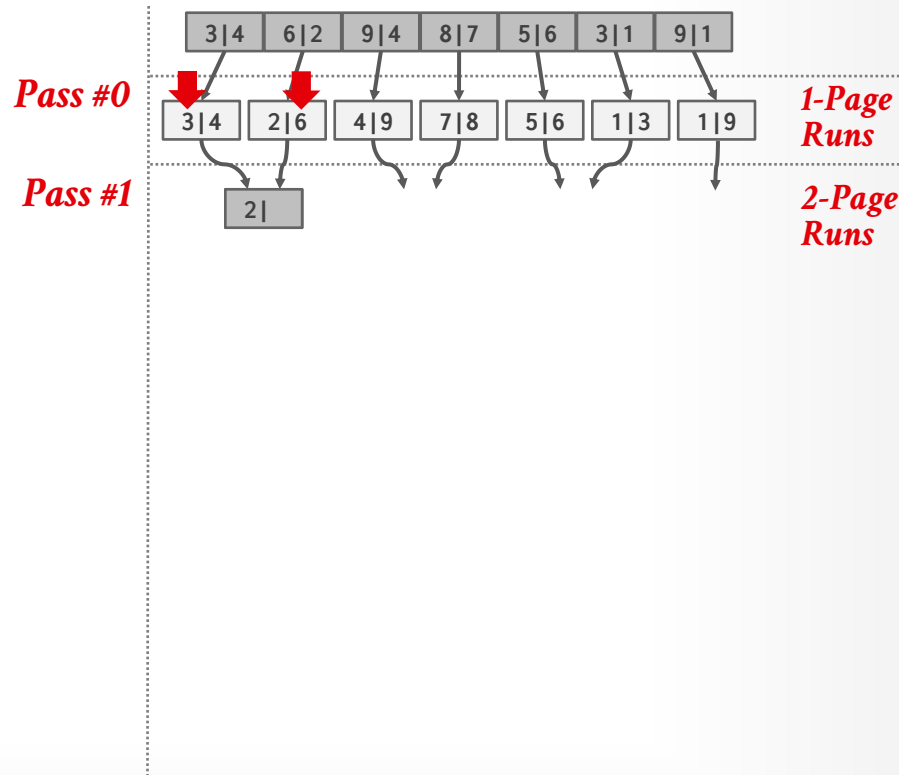 3|4 6|2 9|4 8|7 5|6 3|1 9|1
Pass #0
3|4 2|6 4|9 7|8 5|6 1|3 1|9
1-Page
Runs
Pass #1
2|
2-Page
Runs